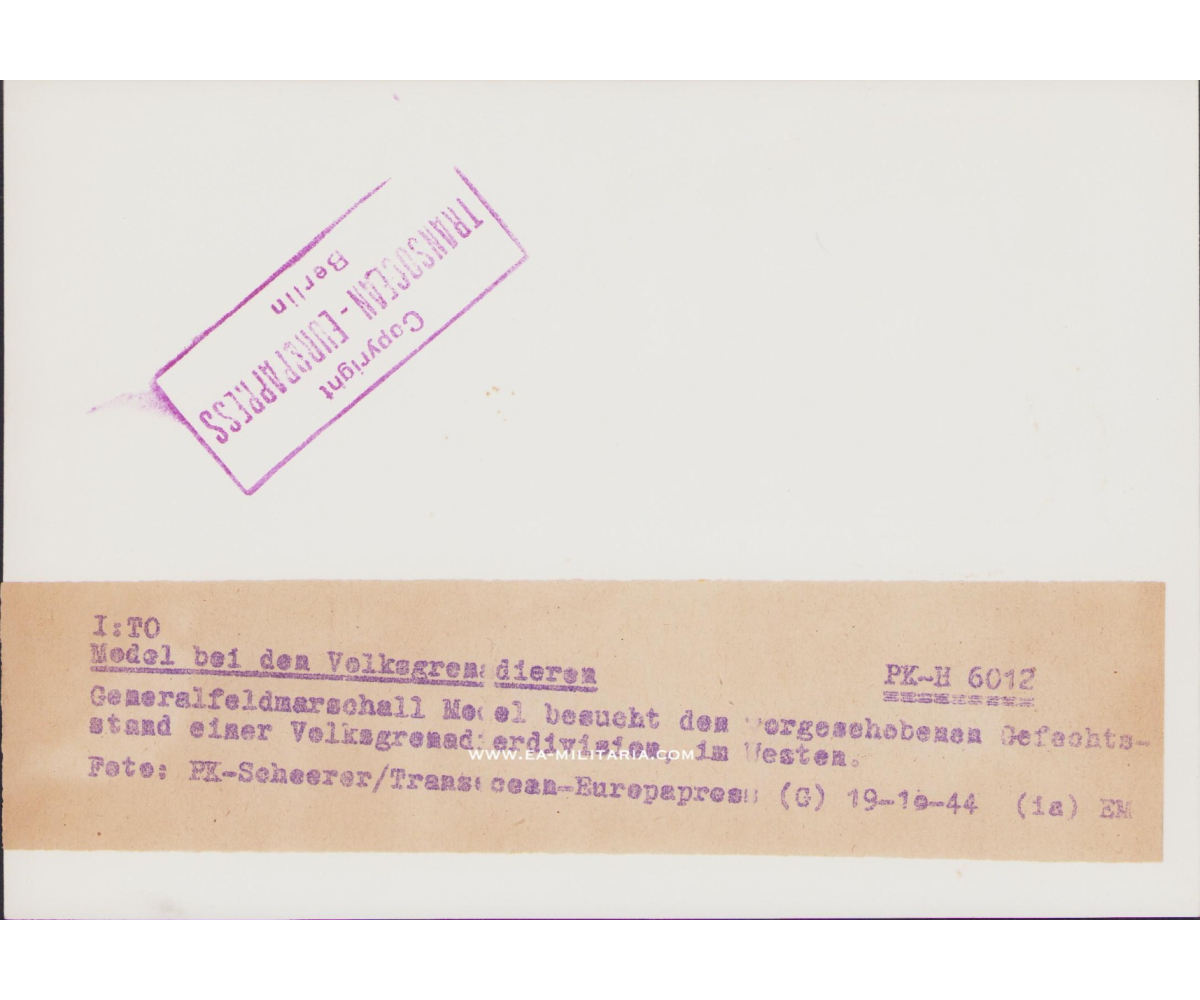 Copyright
TRANSOCEAN - EUROPAPRESS
Berlin
I:TO
Model bei den Volksgrenadieren
PK-H 6012
Generalfeldmarschall Model besucht den vorgeschobenen Gefechts-
stand einer Volksgrenadierdivision im Westen.
WWW.EA-MILITARIA.COM
Foto: PK-Scheerer/Transocean-Europapress (G) 19-10-44 (ia) EM